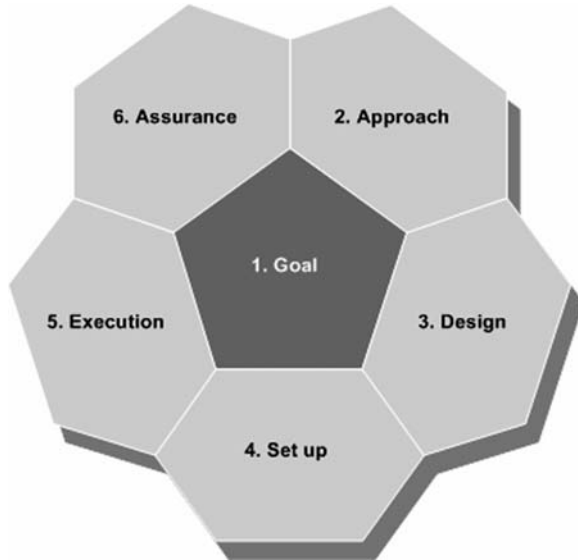 1. Goal
2. Approach
3. Design
4. Set up
5. Execution
6. Assurance